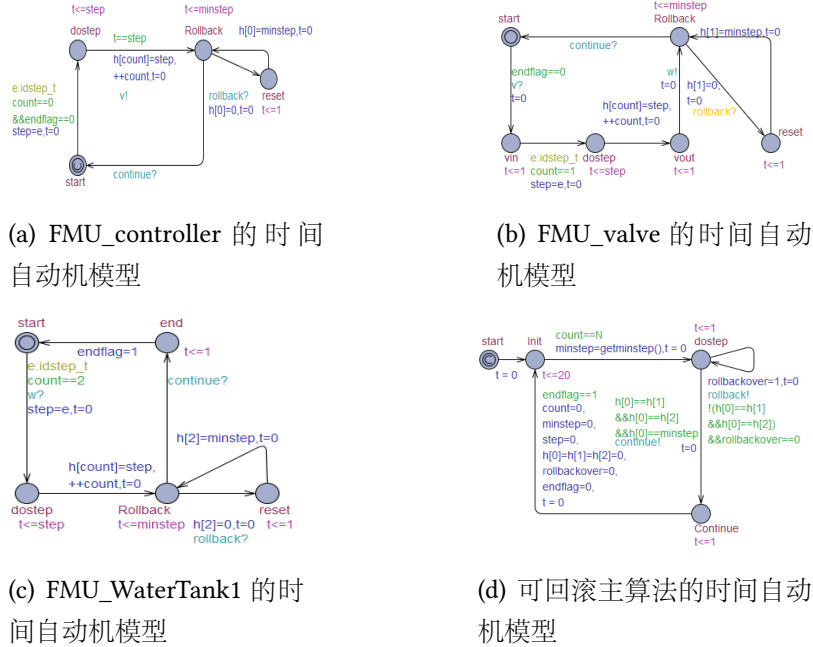 t<=step
dostep
t==step
h[count]=step,
++count,t=0
v!
t<=minstep
Rollback
h[0]=minstep,t=0
reset
t<=1
rollback?
h[0]=0,t=0
e:idstep_t
count==0
&&endflag==0
step=e,t=0
start
continue?
(a) FMU_controller 的 时 间
自动机模型
start
t<=minstep
Rollback
h[1]=minstep,t=0
continue?
endflag==0
v?
t=0
w!
t=0
h[1]=0,
t=0
rollback?
h[count]=step,
++count,t=0
reset
t<=1
vin
t<=1
e:idstep_t
count==1
step=e,t=0
dostep
t<=step
vout
t<=1
(b) FMU_valve 的时间自动
机模型
start
end
endflag=1
t<=1
e:idstep_t
count==2
w?
step=e,t=0
continue?
h[2]=minstep,t=0
h[count]=step,
++count,t=0
dostep
t<=step
Rollback
t<=minstep
h[2]=0,t=0
rollback?
reset
t<=1
(c) FMU_WaterTank1 的时
间自动机模型
start
t = 0
Init
t<=20
count==N
minstep=getminstep(),t = 0
t<=1
dostep
rollbackover=1,t=0
rollback!
!(h[0]==h[1]
&&h[0]==h[2])
&&rollbackover==0
endflag==1
count=0,
minstep=0,
step=0,
h[0]=h[1]=h[2]=0,
rollbackover=0,
endflag=0,
t = 0
h[0]==h[1]
&&h[0]==h[2]
&&h[0]==minstep
continue!
t=0
Continue
t<=1
(d) 可回滚主算法的时间自动
机模型